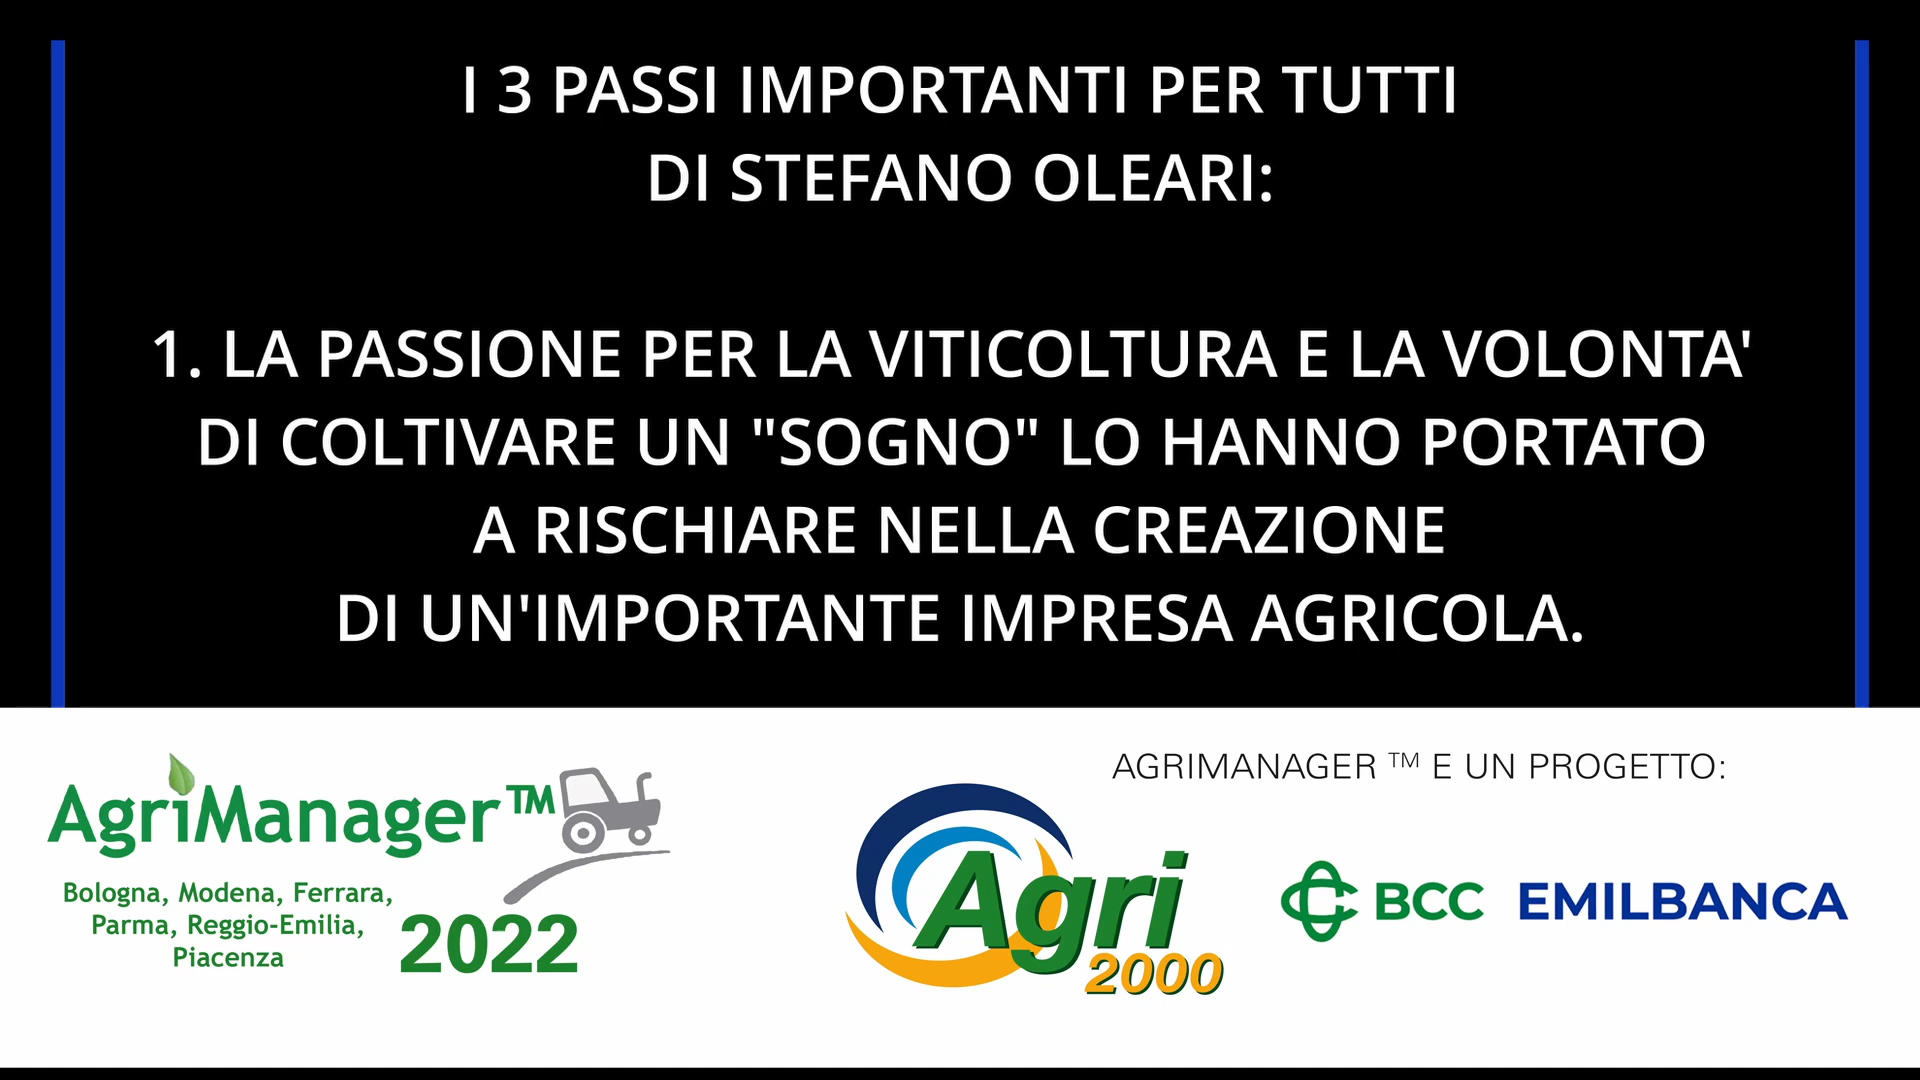 I 3 PASSI IMPORTANTI PER TUTTI
DI STEFANO OLEARI:
1. LA PASSIONE PER LA VITICOLTURA E LA VOLONTA'
DI COLTIVARE UN "SOGNO" LO HANNO PORTATO
A RISCHIARE NELLA CREAZIONE
DI UN'IMPORTANTE IMPRESA AGRICOLA.
AgriManager™
Bologna, Modena, Ferrara,
Parma, Reggio-Emilia,
Piacenza
2022
AGRIMANAGER ™ E UN PROGETTO:
Agri
2000
BCC EMILBANCA